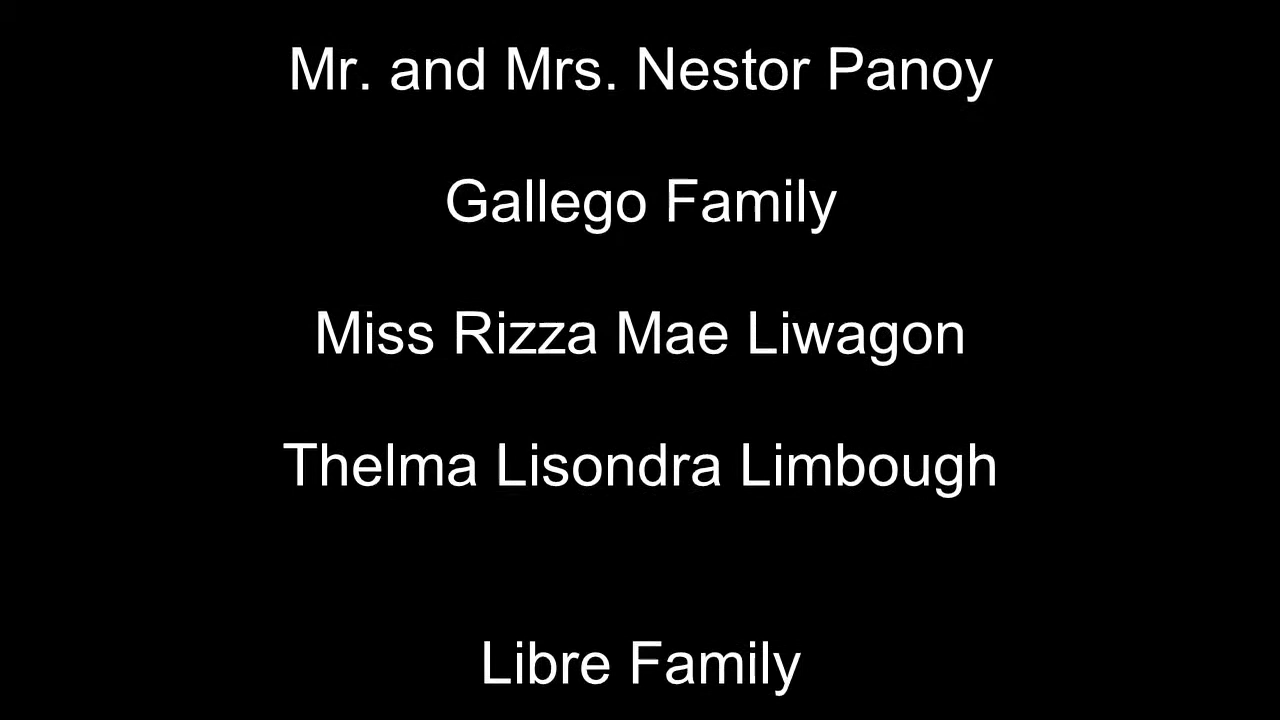 Mr. and Mrs. Nestor Panoy
Gallego Family
Miss Rizza Mae Liwagon
Thelma Lisondra Limbough
Libre Family